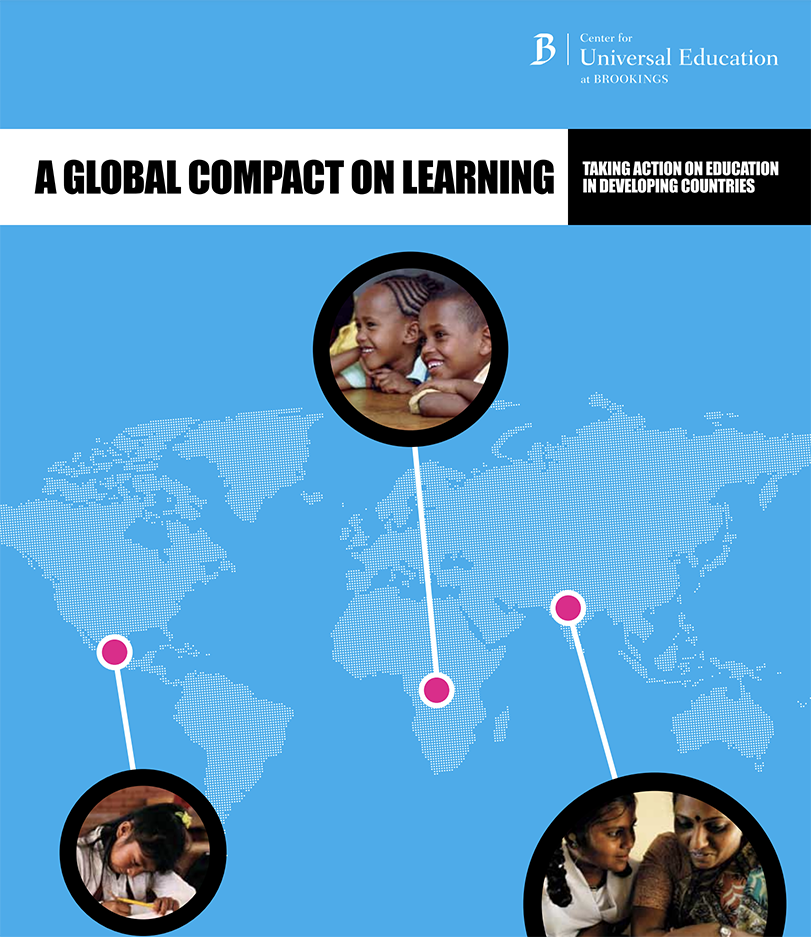 B
Center for
Universal Education
at BROOKINGS
A GLOBAL COMPACT ON LEARNING
TAKING ACTION ON EDUCATION
IN DEVELOPING COUNTRIES